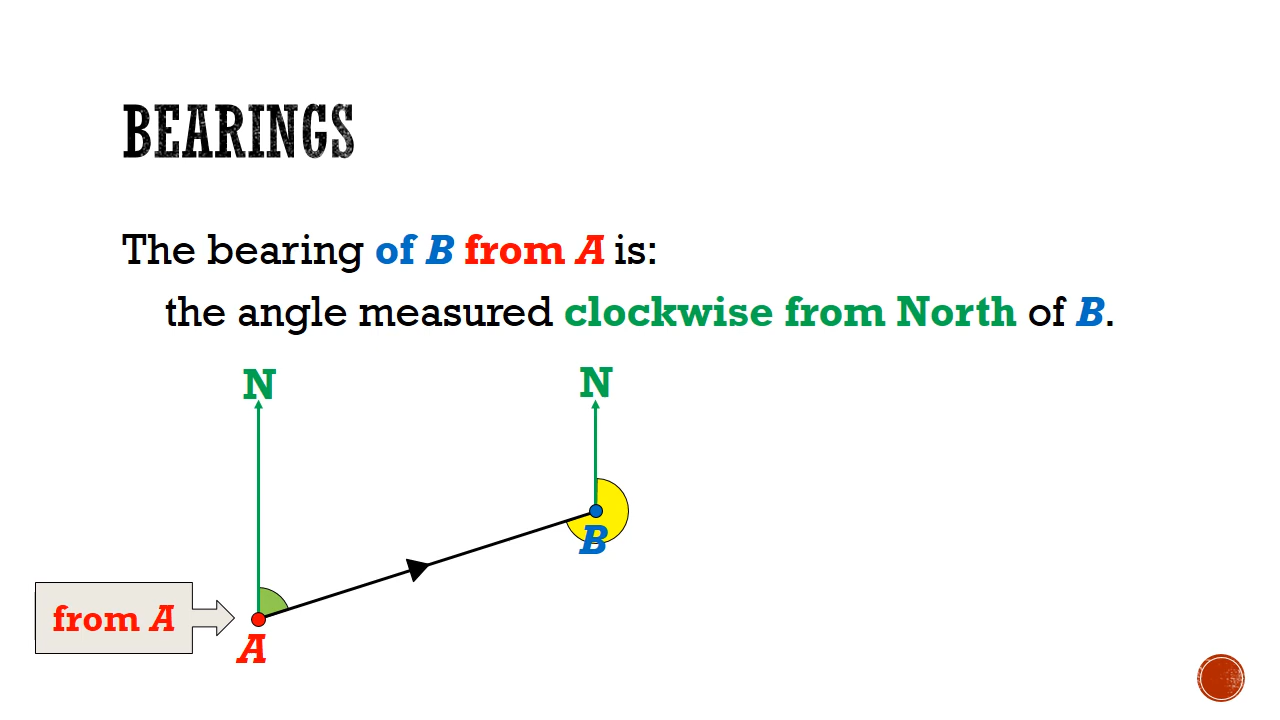 BEARINGS
The bearing of B from A is:
the angle measured clockwise from North of B.
N N
B
from A
A